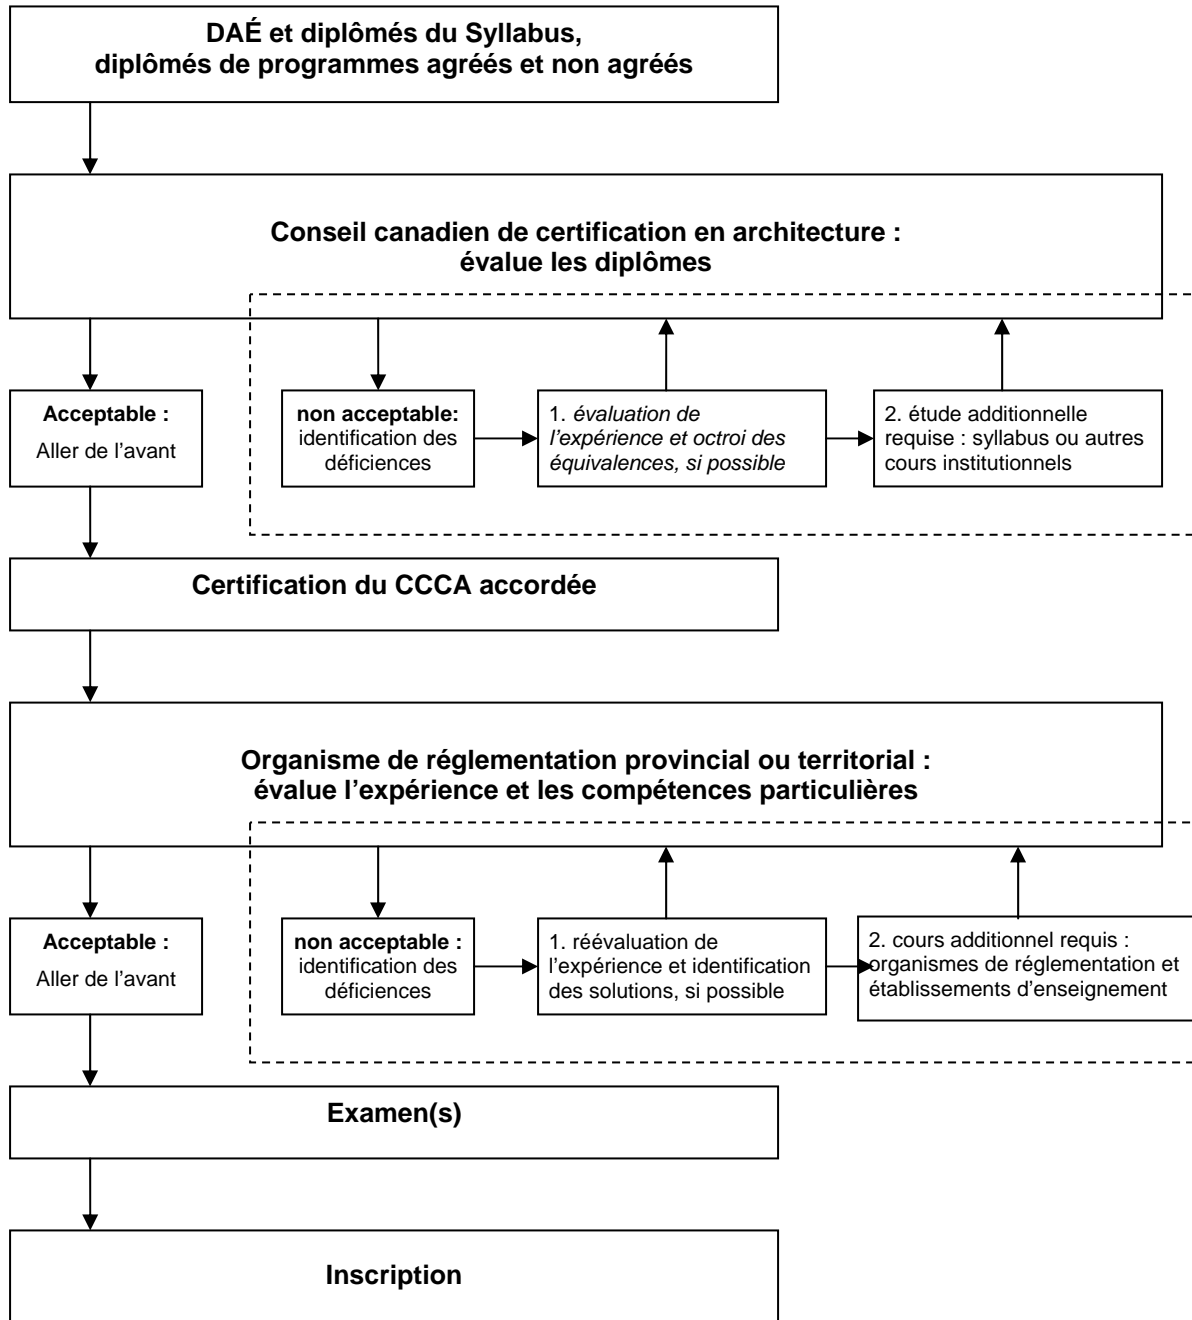 DAÉ et diplômés du Syllabus,
diplômés de programmes agréés et non agréés
Conseil canadien de certification en architecture :
évalue les diplômes
Acceptable :
Aller de l’avant
non acceptable:
identification des
déficiences
1. évaluation de
l’expérience et octroi des
équivalences, si possible
2. étude additionnelle
requise : syllabus ou autres
cours institutionnels
Certification du CCCA accordée
Organisme de réglementation provincial ou territorial :
évalue l’expérience et les compétences particulières
Acceptable :
Aller de l’avant
non acceptable :
identification des
déficiences
1. réévaluation de
l’expérience et identification
des solutions, si possible
2. cours additionnel requis :
organismes de réglementation et
établissements d’enseignement
Examen(s)
Inscription